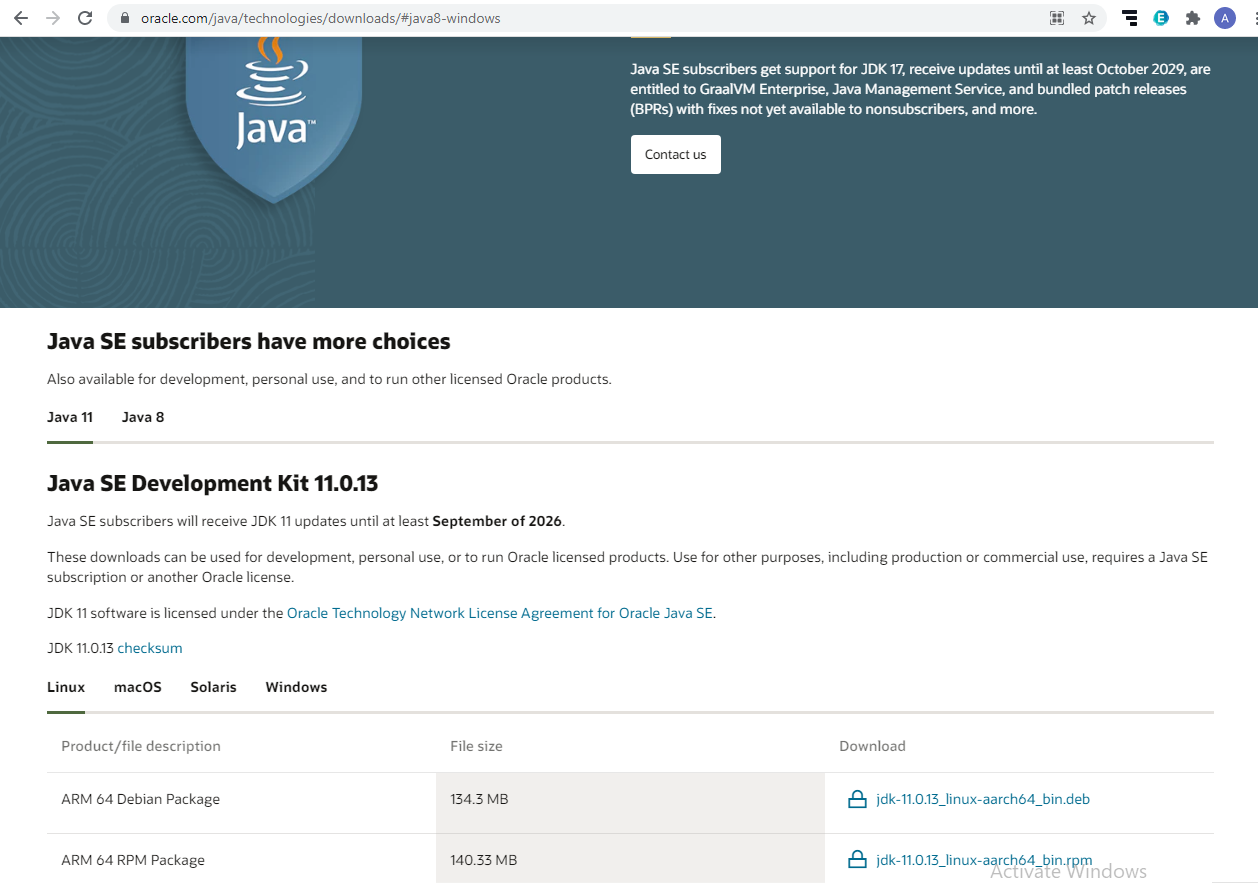 oracle.com/java/technologies/downloads/#java8-windows
E
A
Java™
Java SE subscribers get support for JDK 17, receive updates until at least October 2029, are
entitled to GraalVM Enterprise, Java Management Service, and bundled patch releases
(BPRs) with fixes not yet available to nonsubscribers, and more.
Contact us
Java SE subscribers have more choices
Also available for development, personal use, and to run other licensed Oracle products.
Java 11 Java 8
Java SE Development Kit 11.0.13
Java SE subscribers will receive JDK 11 updates until at least September of 2026.
These downloads can be used for development, personal use, or to run Oracle licensed products. Use for other purposes, including production or commercial use, requires a Java SE
subscription or another Oracle license.
JDK 11 software is licensed under the Oracle Technology Network License Agreement for Oracle Java SE.
JDK 11.0.13 checksum
Linux macOS Solaris Windows
Product/file description File size Download
ARM 64 Debian Package 134.3 MB jdk-11.0.13_linux-aarch64_bin.deb
ARM 64 RPM Package 140.33 MB jdk-11.0.13_linux-aarch64_bin.rpm
Activate Windows